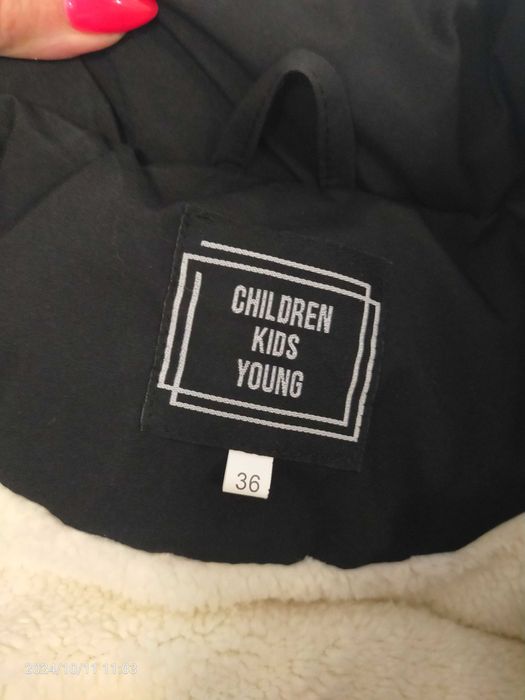 CHILDREN
KIDS
YOUNG
36
2024/10/11 11:03